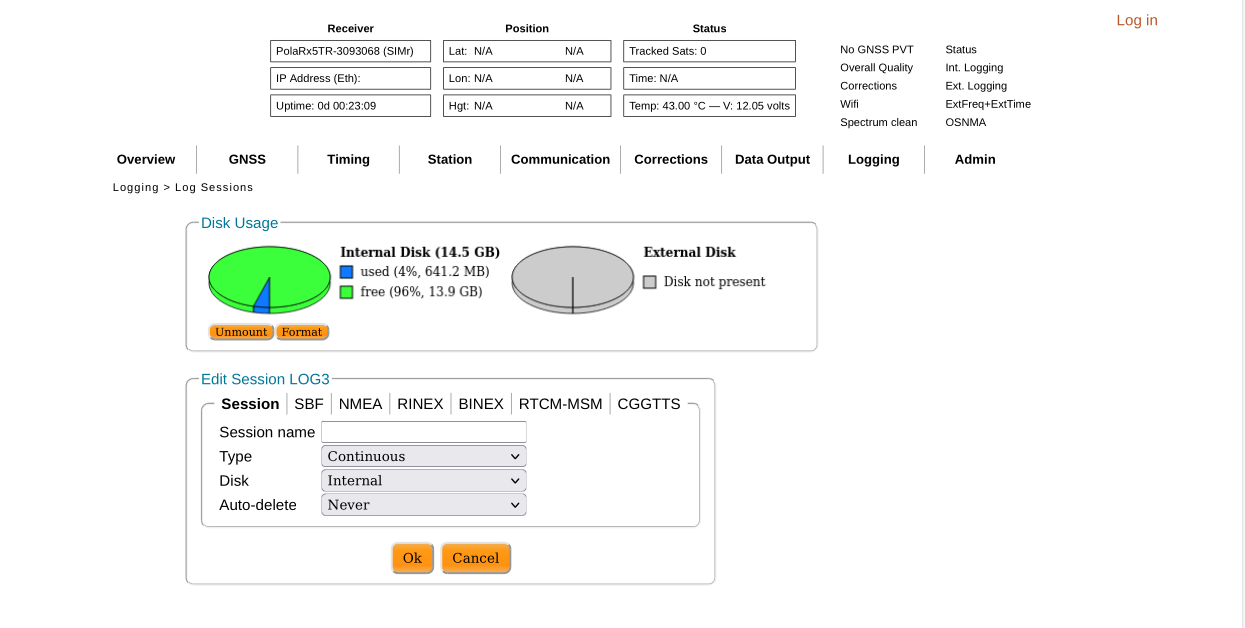 Log in
Receiver Position Status
PolaRx5TR-3093068 (SIMr) Lat: N/A N/A Tracked Sats: 0 No GNSS PVT Status
IP Address (Eth): Lon: N/A N/A Time: N/A Overall Quality Int. Logging
Corrections Ext. Logging
Uptime: 0d 00:23:09 Hgt: N/A N/A Temp: 43.00 °C — V: 12.05 volts Wifi ExtFreq+ExtTime
Spectrum clean OSNMA
Overview GNSS Timing Station Communication Corrections Data Output Logging Admin
Logging > Log Sessions
Disk Usage
Internal Disk (14.5 GB) External Disk
used (4%, 641.2 MB)
Disk not present
free (96%, 13.9 GB)
Unmount Format
Edit Session LOG3
Session SBF NMEA RINEX BINEX RTCM-MSM CGGTTS
Session name
Type Continuous
Disk Internal
Auto-delete Never
Ok Cancel